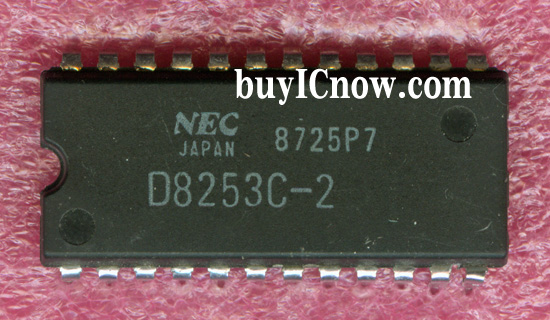 buyICnow.com
NEC 8725P7
JAPAN
D8253C-2